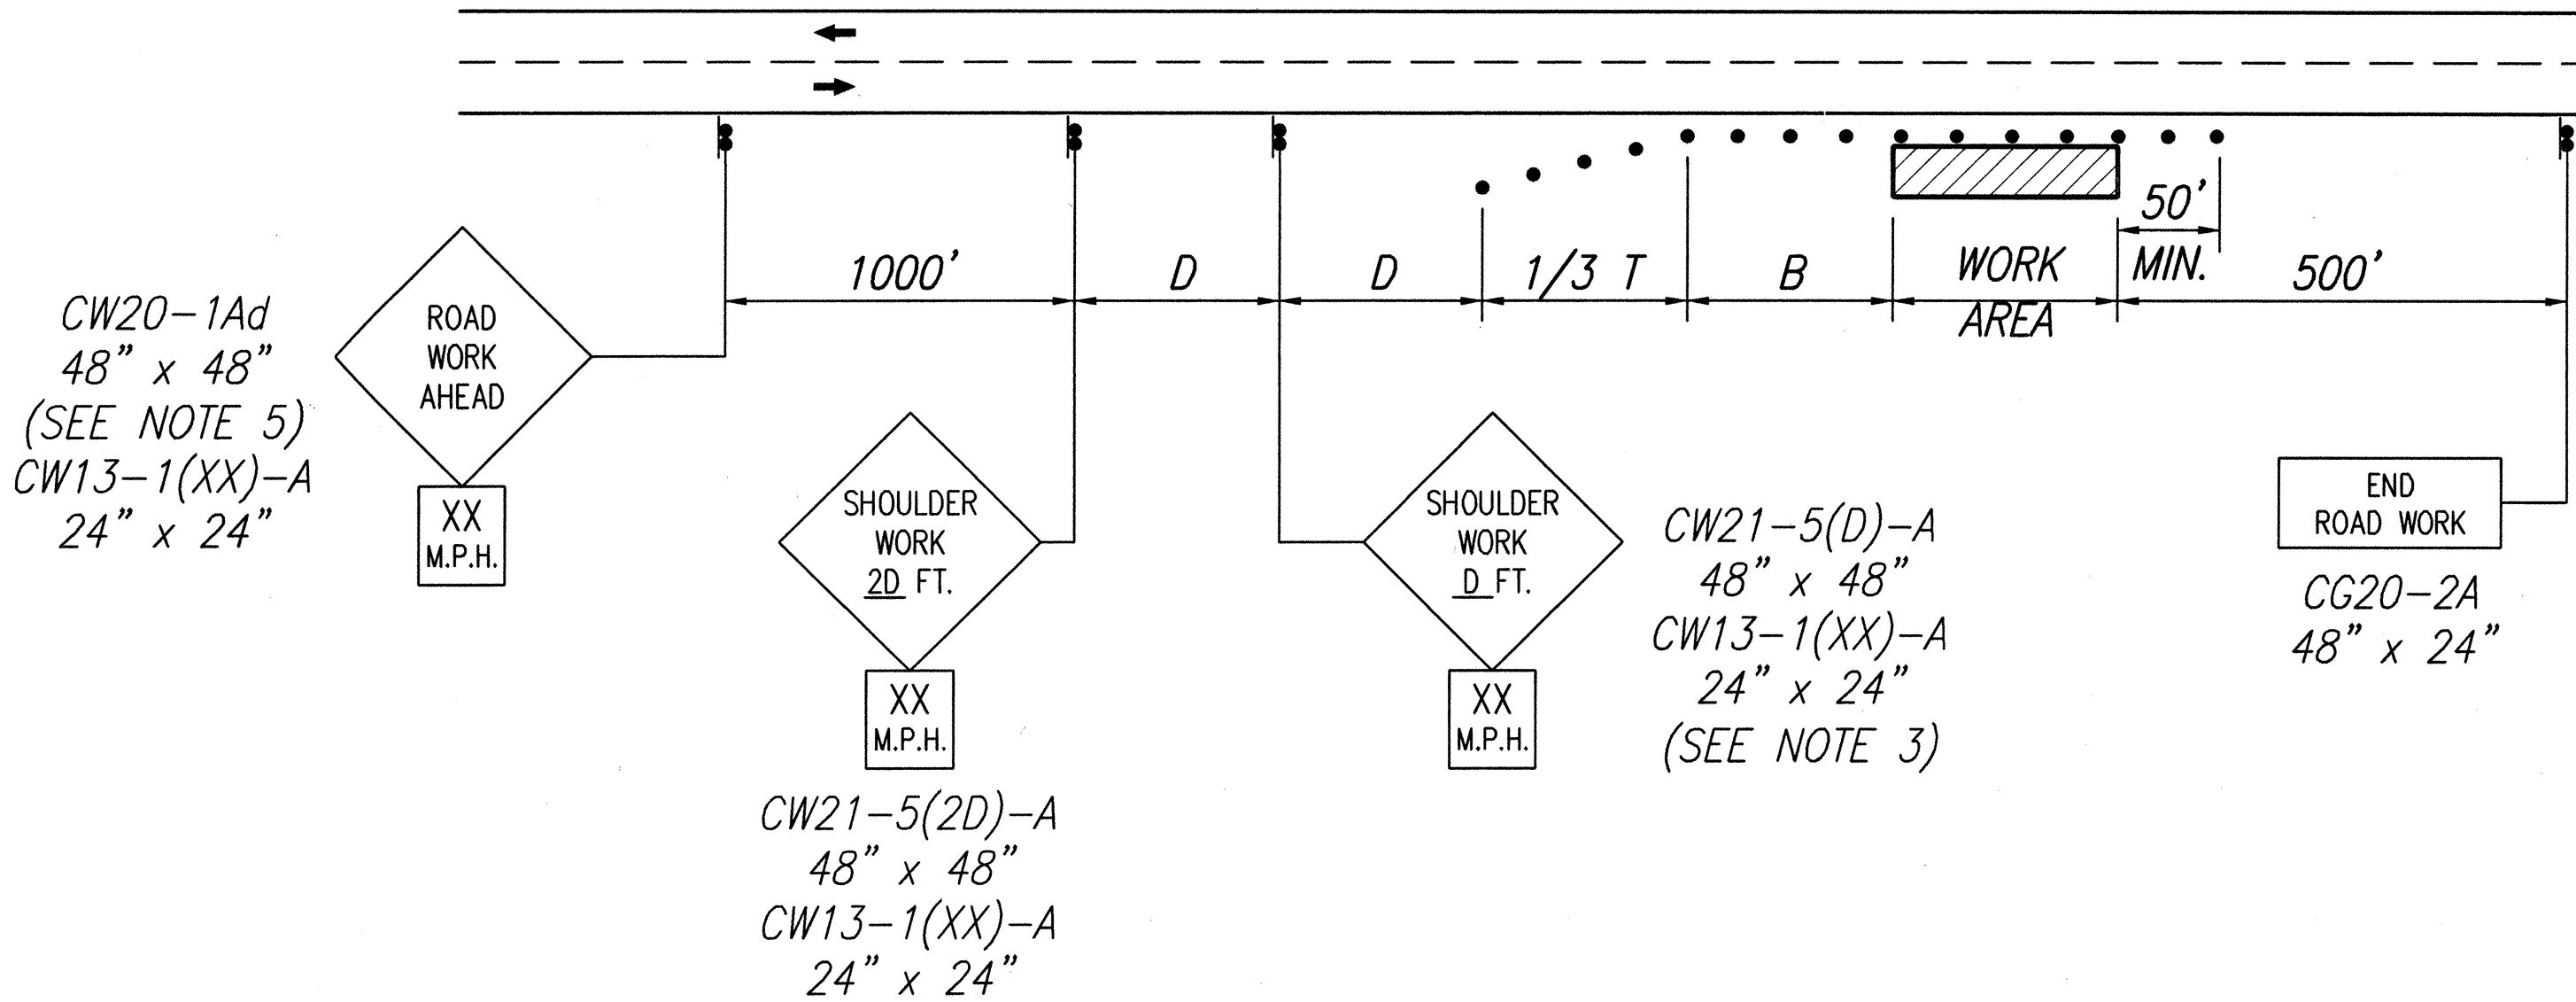 1000'
D
D
1/3 T
B
WORK
AREA
50'
MIN.
500'
CW20-1Ad
48" x 48"
(SEE NOTE 5)
CW13-1(XX)-A
24" x 24"
ROAD
WORK
AHEAD
XX
M.P.H.
SHOULDER
WORK
2D FT.
XX
M.P.H.
CW21-5(2D)-A
48" x 48"
CW13-1(XX)-A
24" x 24"
SHOULDER
WORK
D FT.
XX
M.P.H.
CW21-5(D)-A
48" x 48"
CW13-1(XX)-A
24" x 24"
(SEE NOTE 3)
END
ROAD WORK
CG20-2A
48" x 24"